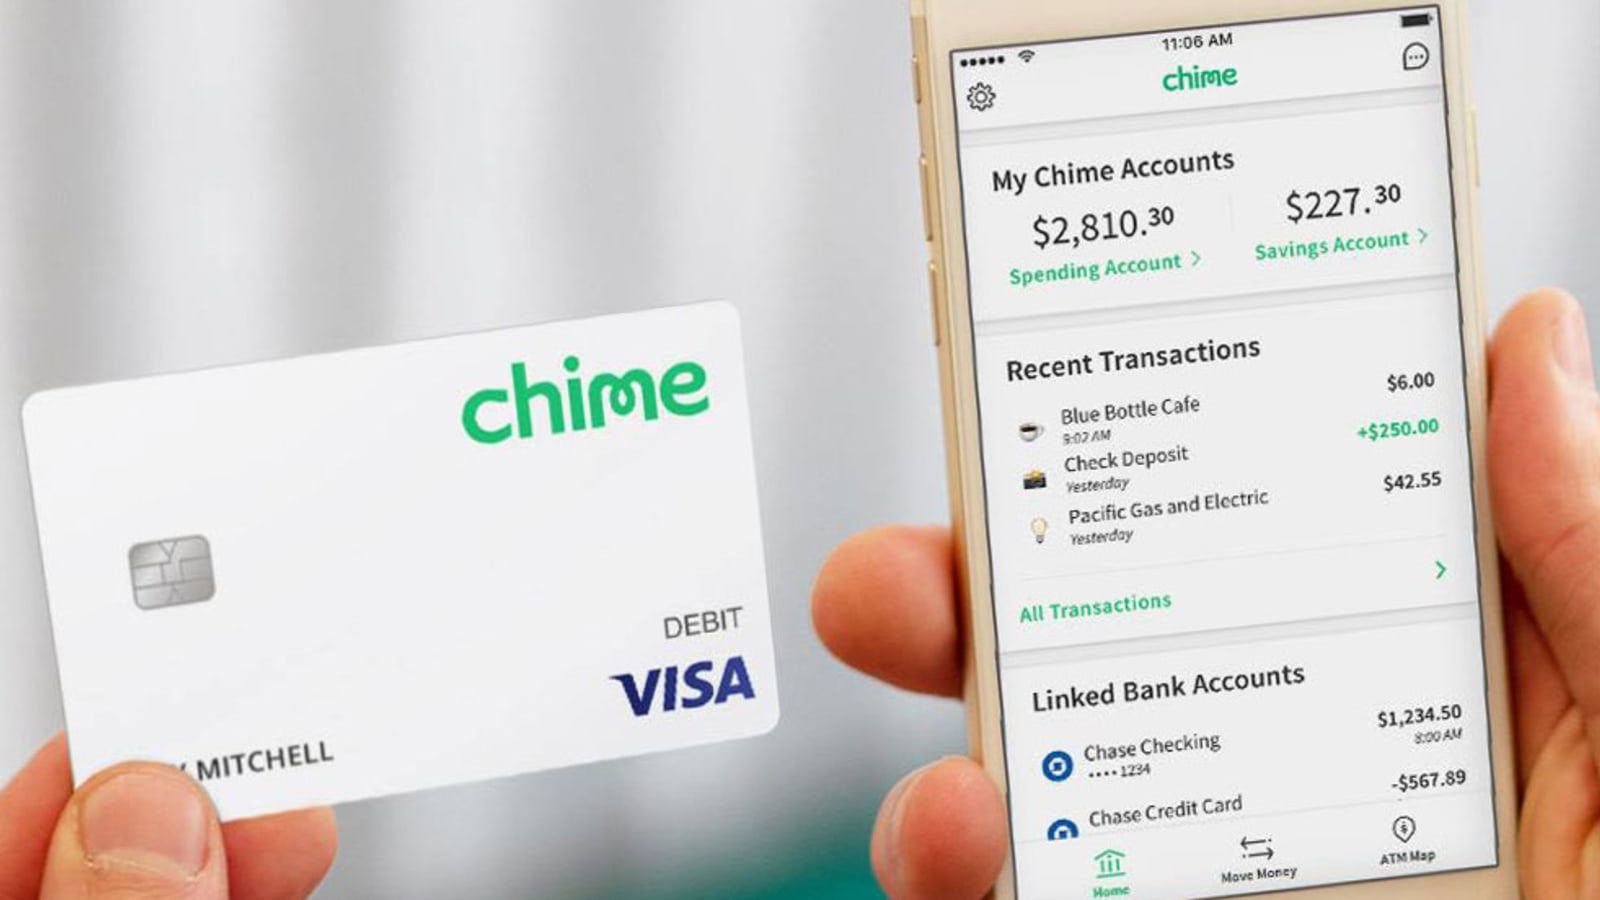 chime
DEBIT
VISA
MITCHELL
11:06 AM
chime
My Chime Accounts
$2,810.30
Spending Account >
$227.30
Savings Account >
Recent Transactions
Blue Bottle Cafe $6.00
9:02 AM
Check Deposit +$250.00
Yesterday
Pacific Gas and Electric $42.55
Yesterday
All Transactions >
Linked Bank Accounts
Chase Checking $1,234.50
•••• 1234 8:00 AM
Chase Credit Card -$567.89
Home
Move Money
ATM Map